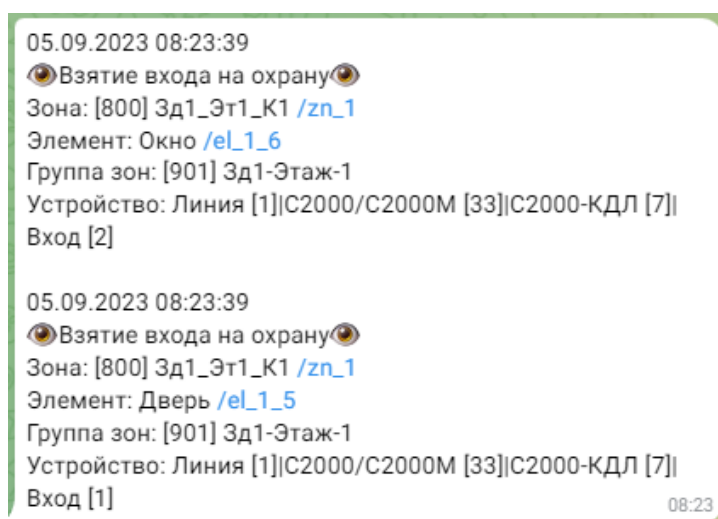 05.09.2023 08:23:39
👁Взятие входа на охрану👁
Зона: [800] Зд1_Эт1_К1 /zn_1
Элемент: Окно /el_1_6
Группа зон: [901] Зд1-Этаж-1
Устройство: Линия [1]|С2000/С2000М [33]|С2000-КДЛ [7]|
Вход [2]
05.09.2023 08:23:39
👁Взятие входа на охрану👁
Зона: [800] Зд1_Эт1_К1 /zn_1
Элемент: Дверь /el_1_5
Группа зон: [901] Зд1-Этаж-1
Устройство: Линия [1]|С2000/С2000М [33]|С2000-КДЛ [7]|
Вход [1]
08:23